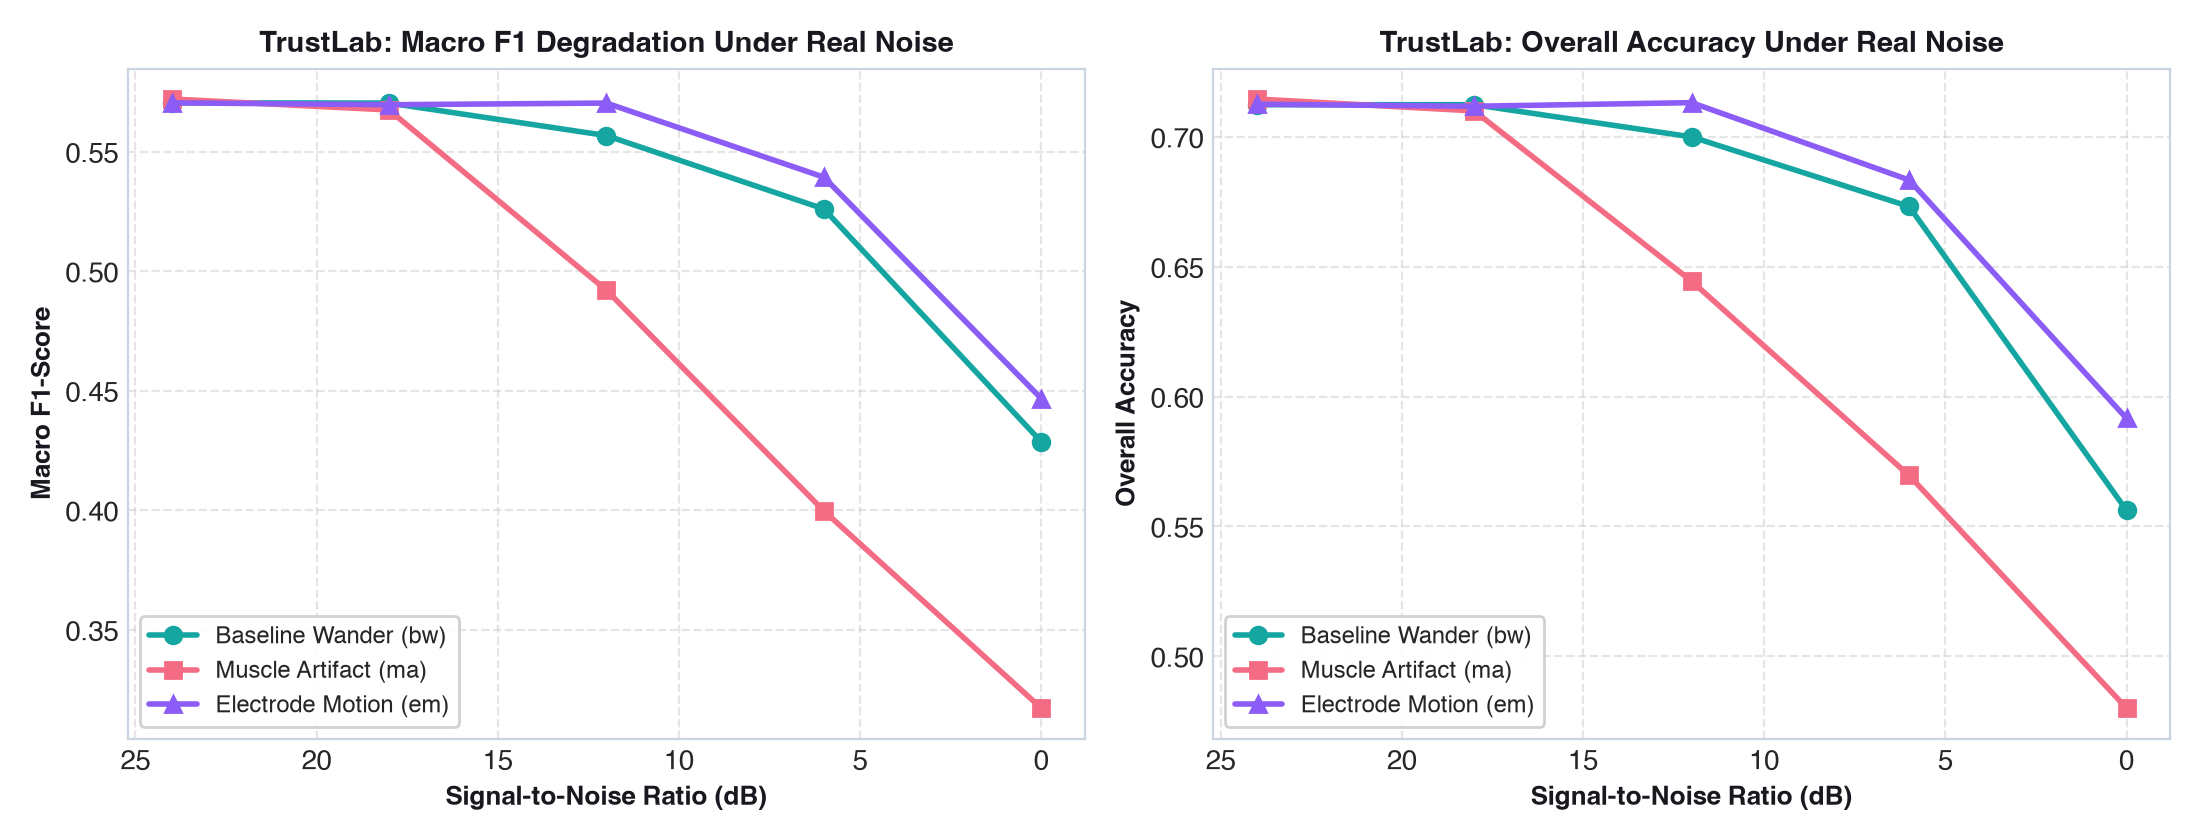 TrustLab: Macro F1 Degradation Under Real Noise
Macro F1-Score
0.55
0.50
0.45
0.40
0.35
Baseline Wander (bw)
Muscle Artifact (ma)
Electrode Motion (em)
25 20 15 10 5 0
Signal-to-Noise Ratio (dB)
TrustLab: Overall Accuracy Under Real Noise
Overall Accuracy
0.70
0.65
0.60
0.55
0.50
Baseline Wander (bw)
Muscle Artifact (ma)
Electrode Motion (em)
25 20 15 10 5 0
Signal-to-Noise Ratio (dB)